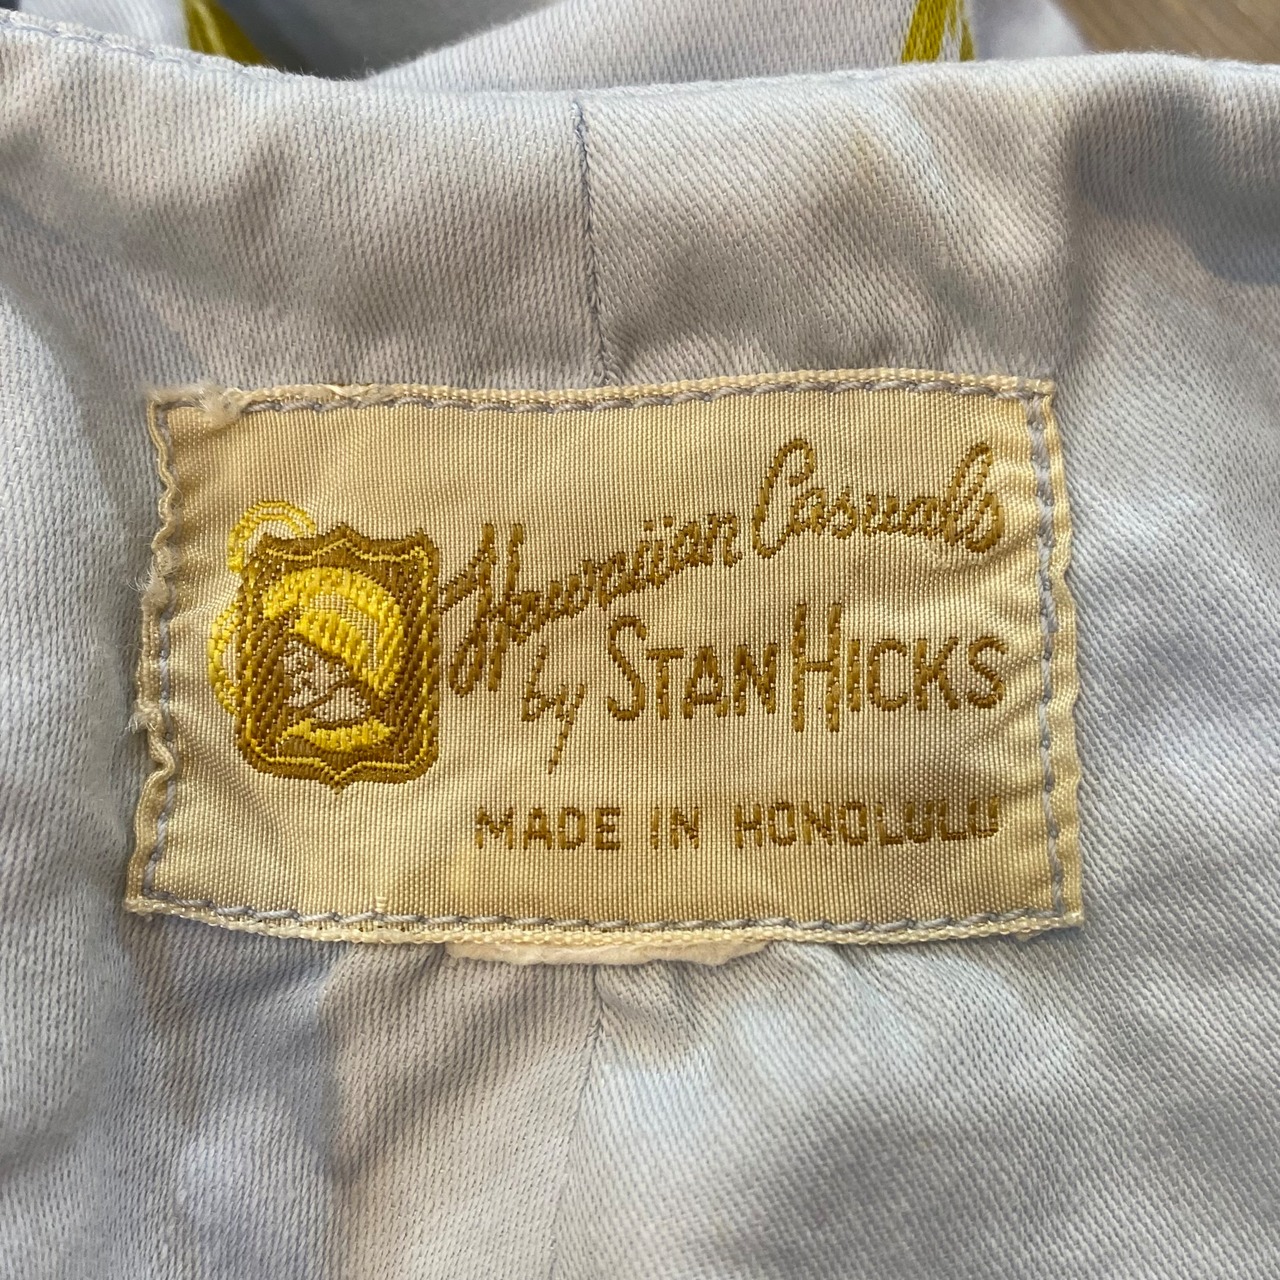 Hawaiian Casuals
by STAN HICKS
MADE IN HONOLULU